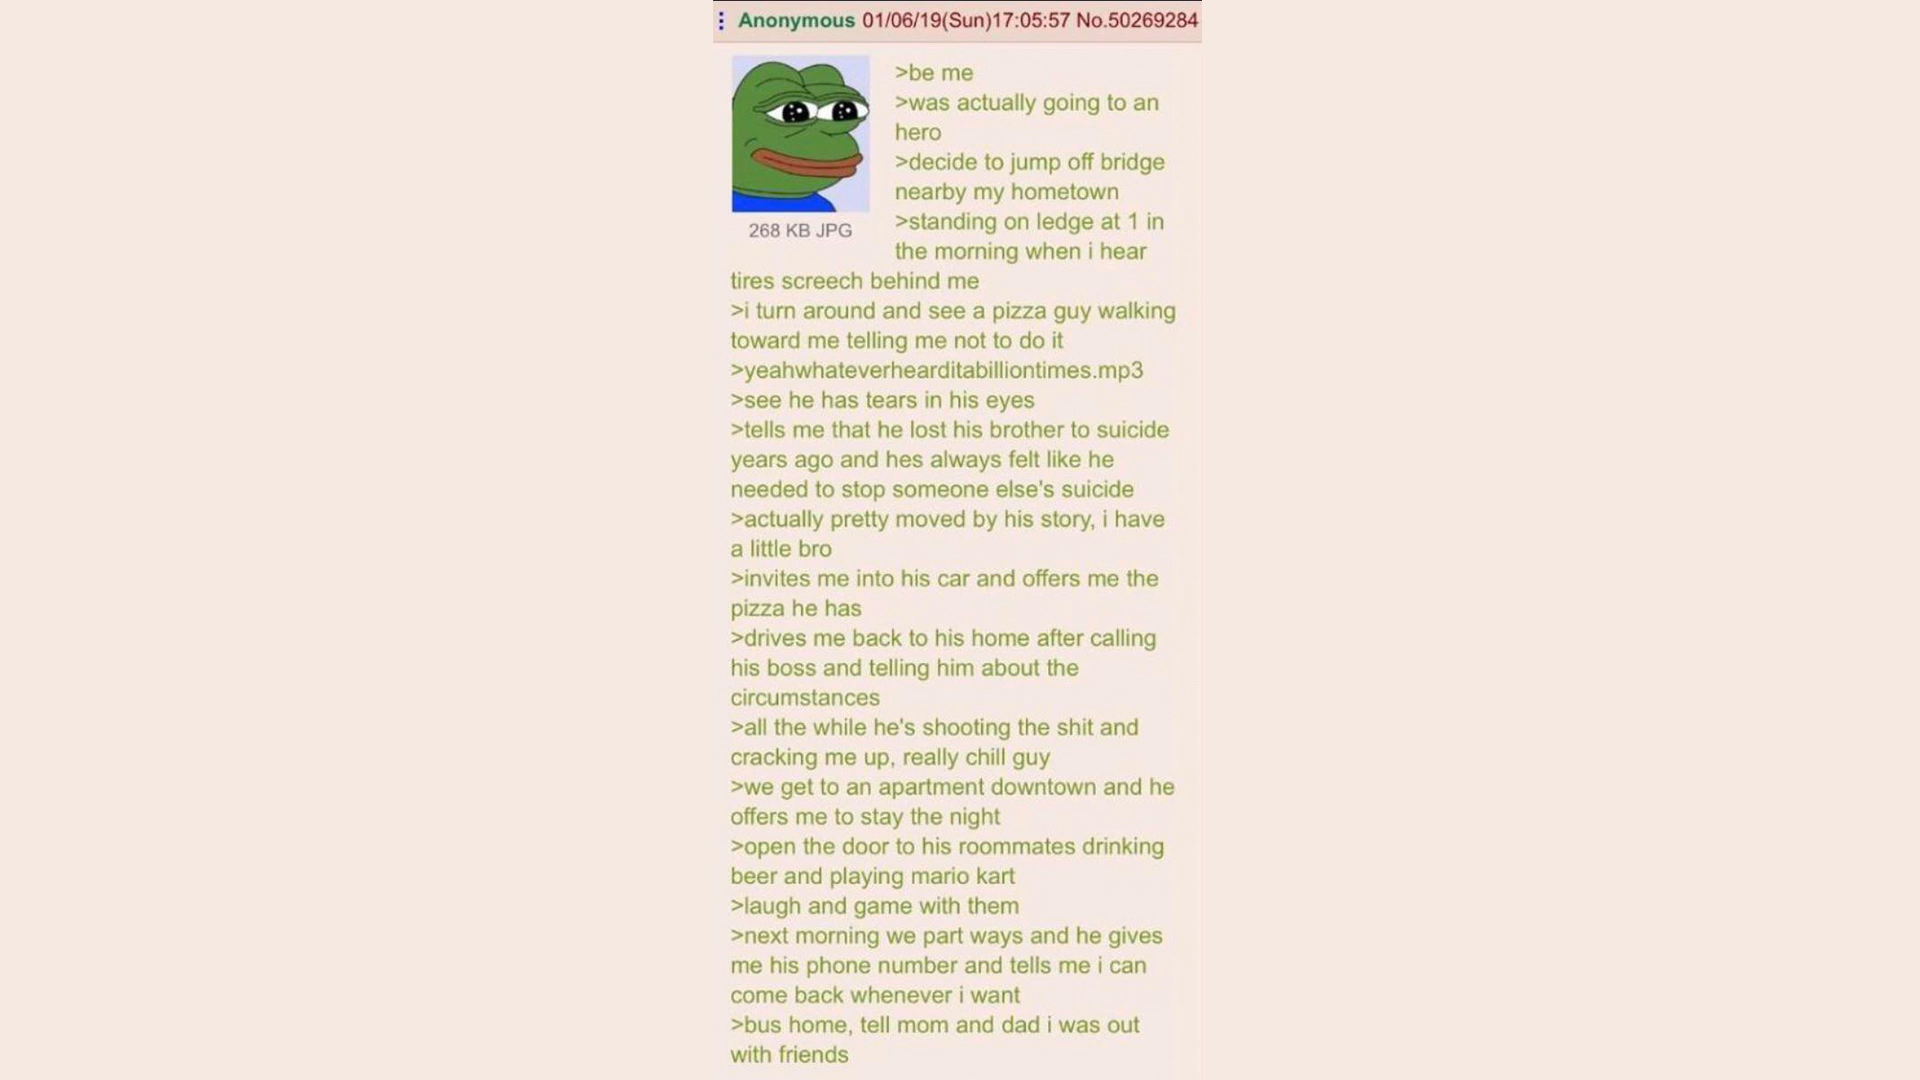 Anonymous 01/06/19(Sun)17:05:57 No.50269284
>be me
>was actually going to an
hero
>decide to jump off bridge
nearby my hometown
>standing on ledge at 1 in
the morning when i hear
268 KB JPG
tires screech behind me
>i turn around and see a pizza guy walking
toward me telling me not to do it
>yeahwhateverhearditabilliontimes.mp3
>see he has tears in his eyes
>tells me that he lost his brother to suicide
years ago and hes always felt like he
needed to stop someone else's suicide
>actually pretty moved by his story, i have
a little bro
>invites me into his car and offers me the
pizza he has
>drives me back to his home after calling
his boss and telling him about the
circumstances
>all the while he's shooting the shit and
cracking me up, really chill guy
>we get to an apartment downtown and he
offers me to stay the night
>open the door to his roommates drinking
beer and playing mario kart
>laugh and game with them
>next morning we part ways and he gives
me his phone number and tells me i can
come back whenever i want
>bus home, tell mom and dad i was out
with friends